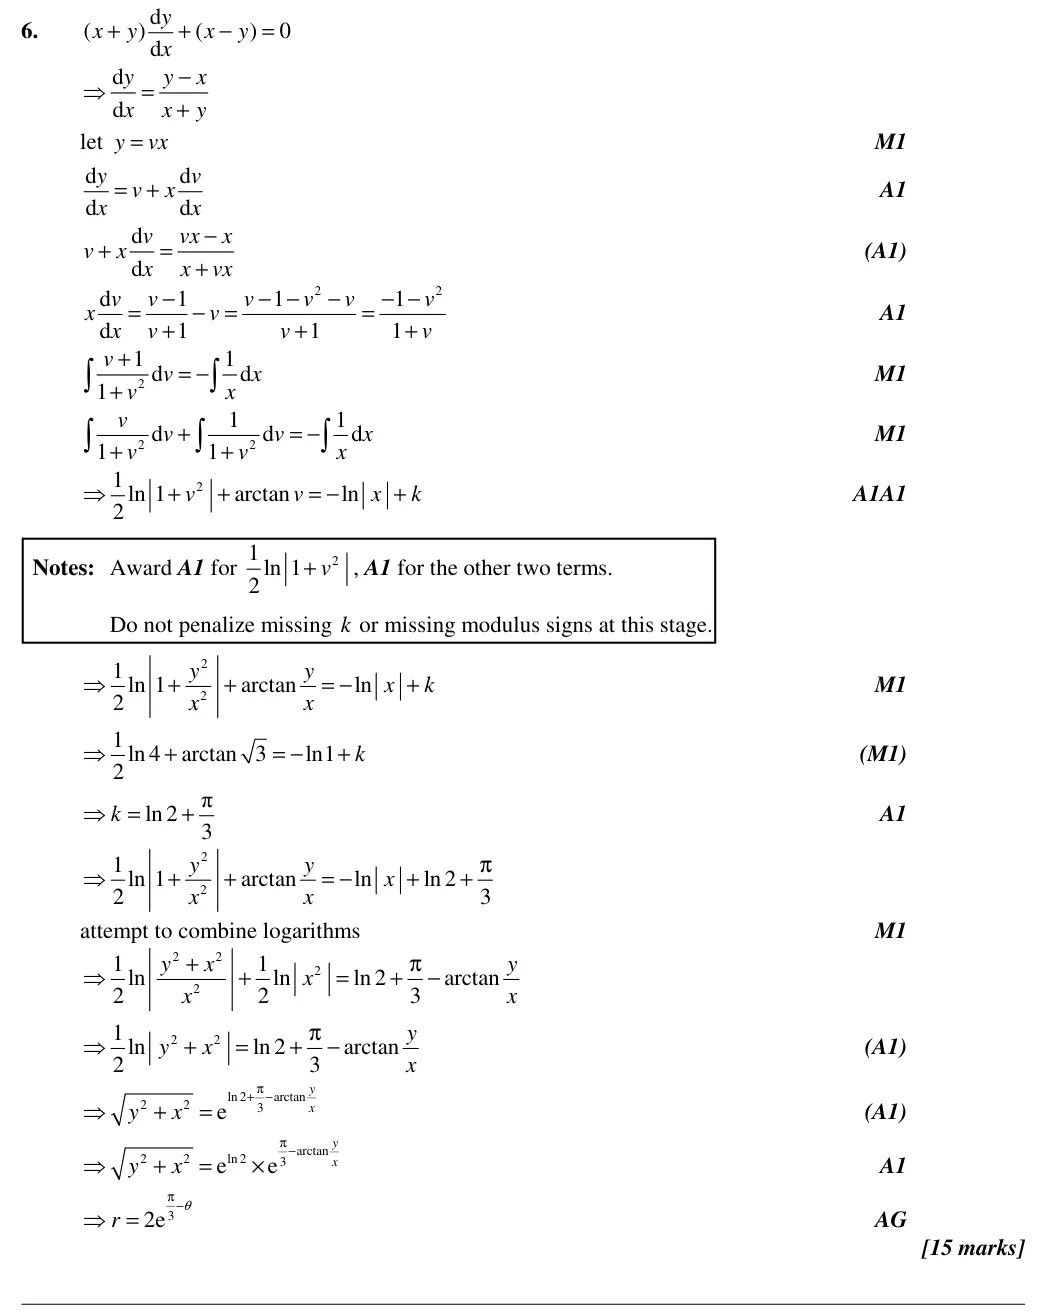 6. (x + y) dy/dx + (x − y) = 0
⇒ dy/dx = (y − x)/(x + y)
let y = vx M1
dy/dx = v + x dv/dx A1
v + x dv/dx = (vx − x)/(x + vx) (A1)
x dv/dx = (v − 1)/(v + 1) − v = (v − 1 − v² − v)/(v + 1) = (−1 − v²)/(1 + v) A1
∫ (v + 1)/(1 + v²) dv = −∫ 1/x dx M1
∫ v/(1 + v²) dv + ∫ 1/(1 + v²) dv = −∫ 1/x dx M1
⇒ 1/2 ln|1 + v²| + arctan v = −ln|x| + k A1A1
Notes: Award A1 for 1/2 ln|1 + v²|, A1 for the other two terms.
Do not penalize missing k or missing modulus signs at this stage.
⇒ 1/2 ln|1 + y²/x²| + arctan y/x = −ln|x| + k M1
⇒ 1/2 ln 4 + arctan √3 = −ln 1 + k (M1)
⇒ k = ln 2 + π/3 A1
⇒ 1/2 ln|1 + y²/x²| + arctan y/x = −ln|x| + ln 2 + π/3
attempt to combine logarithms M1
⇒ 1/2 ln|(y² + x²)/x²| + 1/2 ln|x²| = ln 2 + π/3 − arctan y/x
⇒ 1/2 ln|y² + x²| = ln 2 + π/3 − arctan y/x (A1)
⇒ √(y² + x²) = e^(ln 2 + π/3 − arctan y/x) (A1)
⇒ √(y² + x²) = e^(ln 2) × e^(π/3 − arctan y/x) A1
⇒ r = 2e^(π/3 − θ) AG
[15 marks]